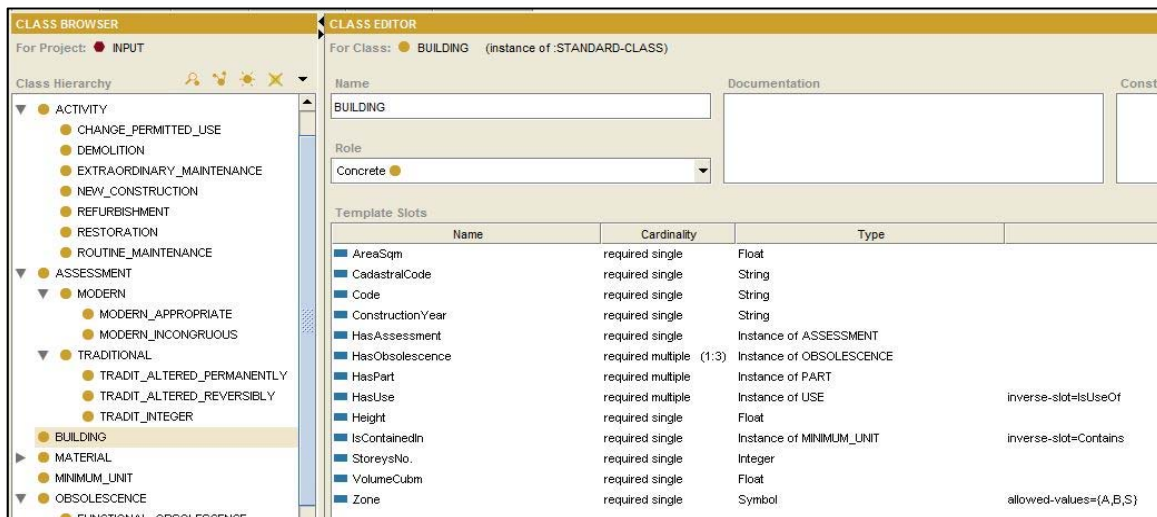 CLASS BROWSER
For Project: INPUT
Class Hierarchy
ACTIVITY
CHANGE_PERMITTED_USE
DEMOLITION
EXTRAORDINARY_MAINTENANCE
NEW_CONSTRUCTION
REFURBISHMENT
RESTORATION
ROUTINE_MAINTENANCE
ASSESSMENT
MODERN
MODERN_APPROPRIATE
MODERN_INCONGRUOUS
TRADITIONAL
TRADIT_ALTERED_PERMANENTLY
TRADIT_ALTERED_REVERSIBLY
TRADIT_INTEGER
BUILDING
MATERIAL
MINIMUM_UNIT
OBSOLESCENCE
FUNCTIONAL_OBSOLESCENCE
CLASS EDITOR
For Class: BUILDING (instance of :STANDARD-CLASS)
Name Documentation Const
BUILDING
Role
Concrete
Template Slots
Name Cardinality Type
AreaSqm required single Float
CadastralCode required single String
Code required single String
ConstructionYear required single String
HasAssessment required single Instance of ASSESSMENT
HasObsolescence required multiple (1:3) Instance of OBSOLESCENCE
HasPart required multiple Instance of PART
HasUse required multiple Instance of USE inverse-slot=IsUseOf
Height required single Float
IsContainedIn required single Instance of MINIMUM_UNIT inverse-slot=Contains
StoreysNo. required single Integer
VolumeCubm required single Float
Zone required single Symbol allowed-values={A,B,S}